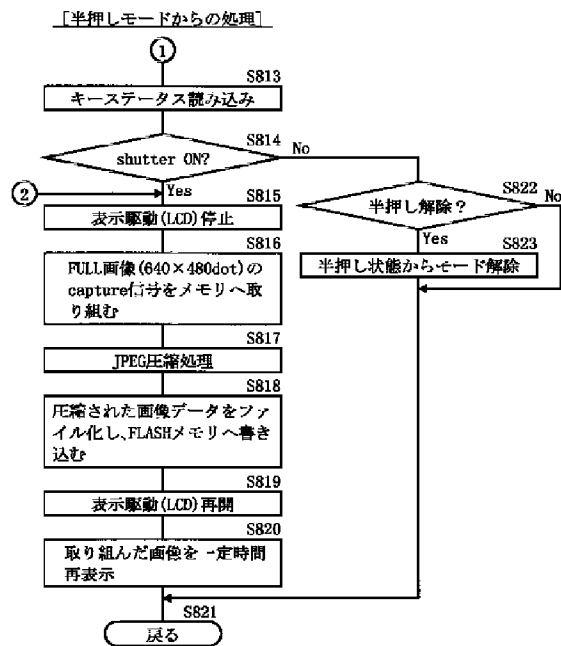 [半押しモードからの処理]
①
S813
キーステータス読み込み
S814
shutter ON?
No
Yes
②
S815
表示駆動(LCD)停止
S816
FULL画像(640×480dot)の
capture信号をメモリへ取
り組む
S817
JPEG圧縮処理
S818
圧縮された画像データをファ
イル化し、FLASHメモリへ書き
込む
S819
表示駆動(LCD)再開
S820
取り組んだ画像を一定時間
再表示
S821
戻る
S822
半押し解除？
No
Yes
S823
半押し状態からモード解除